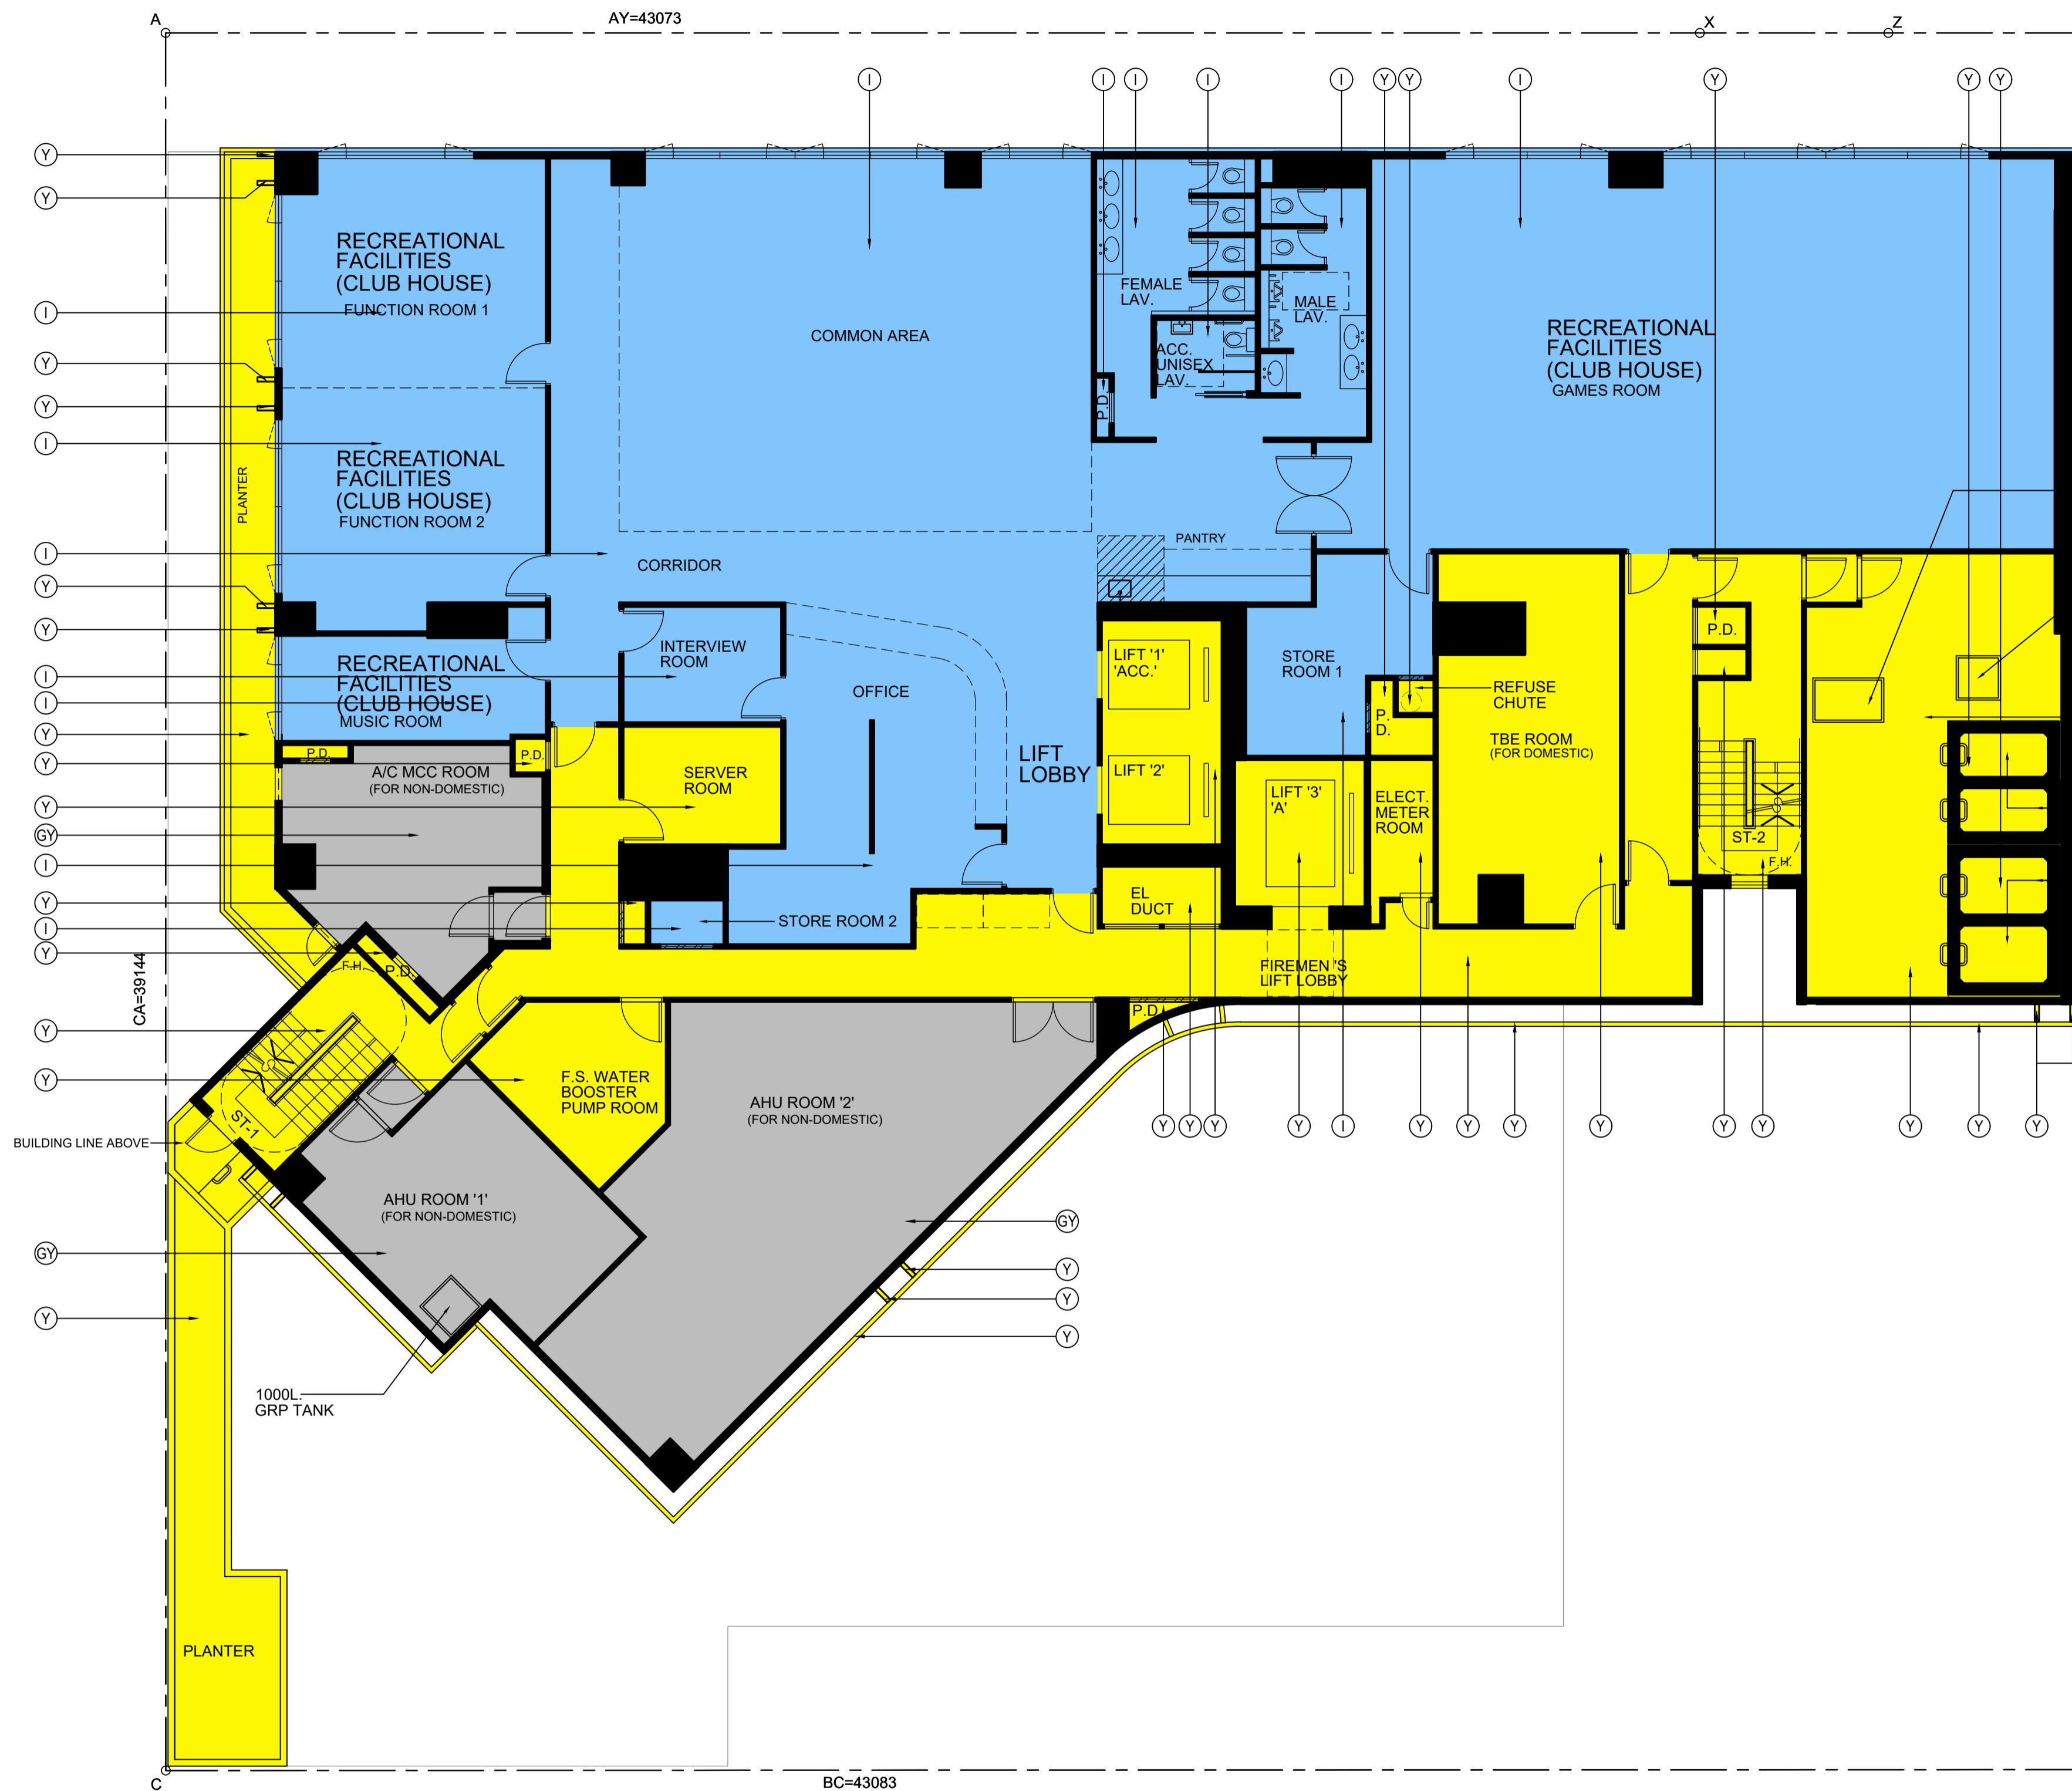 A
AY=43073
X
Z
I
I
I
I
I
Y
Y
I
Y
Y
Y
Y
Y
I
Y
Y
I
I
Y
Y
I
I
Y
Y
Y
GY
I
Y
I
Y
Y
Y
GY
Y
RECREATIONAL
FACILITIES
(CLUB HOUSE)
FUNCTION ROOM 1
COMMON AREA
FEMALE
LAV.
MALE
LAV.
ACC.
UNISEX
LAV.
P.D.
RECREATIONAL
FACILITIES
(CLUB HOUSE)
GAMES ROOM
PLANTER
RECREATIONAL
FACILITIES
(CLUB HOUSE)
FUNCTION ROOM 2
PANTRY
CORRIDOR
RECREATIONAL
FACILITIES
(CLUB HOUSE)
MUSIC ROOM
INTERVIEW
ROOM
OFFICE
LIFT '1'
'ACC.'
STORE
ROOM 1
P.D.
REFUSE
CHUTE
P.
D.
TBE ROOM
(FOR DOMESTIC)
P.D.
P.D.
A/C MCC ROOM
(FOR NON-DOMESTIC)
SERVER
ROOM
LIFT
LOBBY
LIFT '2'
LIFT '3'
'A'
ELECT.
METER
ROOM
ST-2
F.H.
EL
DUCT
STORE ROOM 2
CA=39144
F.H.
P.D.
FIREMEN'S
LIFT LOBBY
P.D.
F.S. WATER
BOOSTER
PUMP ROOM
AHU ROOM '2'
(FOR NON-DOMESTIC)
ST-1
BUILDING LINE ABOVE
Y
Y
Y
Y
I
Y
Y
Y
Y
Y
Y
Y
Y
Y
AHU ROOM '1'
(FOR NON-DOMESTIC)
GY
Y
Y
Y
1000L.
GRP TANK
PLANTER
C
BC=43083